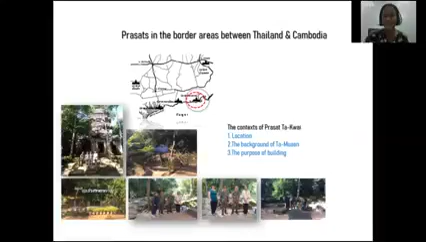 Prasats in the border areas between Thailand & Cambodia
The contexts of Prasat Ta-Kwai
1. Location
2.The background of Ta-Muaen
3.The purpose of building